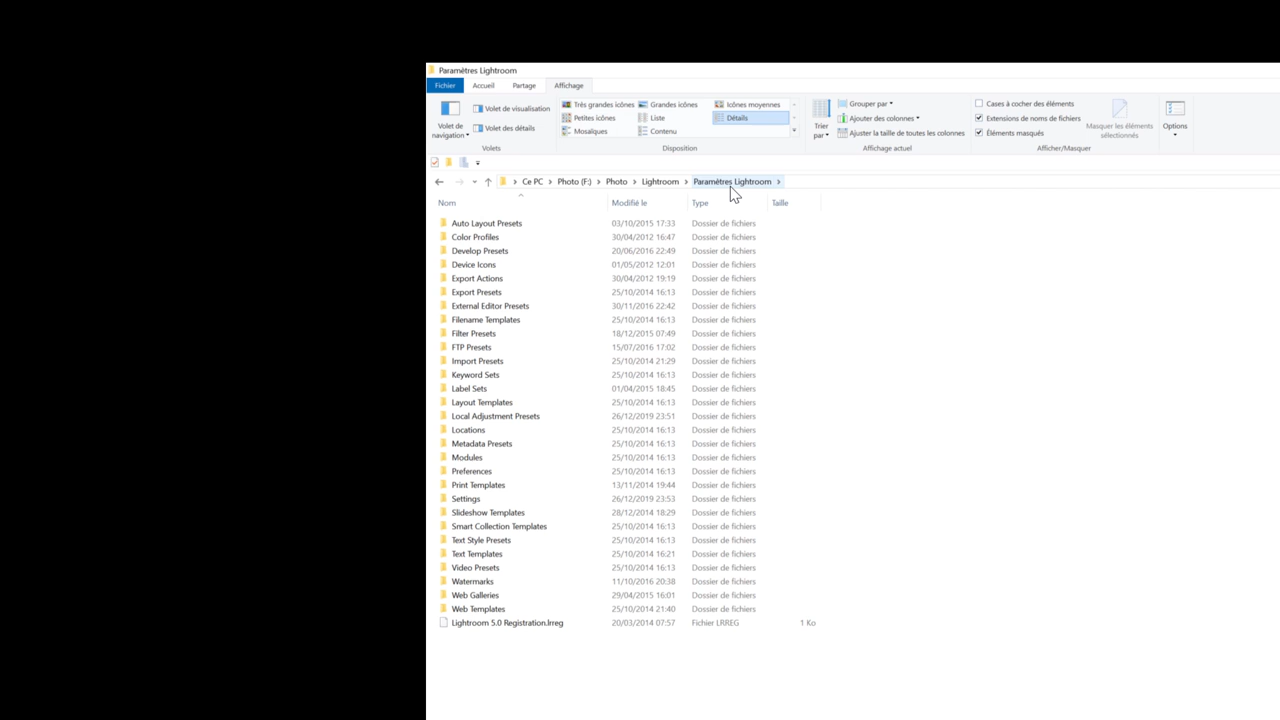 Paramètres Lightroom
Fichier Accueil Partage Affichage
Volet de navigation
Volet de visualisation
Volet des détails
Volets
Très grandes icônes Grandes icônes Icônes moyennes
Petites icônes Liste Détails
Mosaïques Contenu
Disposition
Trier par
Grouper par
Ajouter des colonnes
Ajuster la taille de toutes les colonnes
Affichage actuel
Cases à cocher des éléments
Extensions de noms de fichiers
Éléments masqués
Masquer les éléments sélectionnés
Afficher/Masquer
Options
Ce PC Photo (F:) Photo Lightroom Paramètres Lightroom
Nom Modifié le Type Taille
Auto Layout Presets 03/10/2015 17:33 Dossier de fichiers
Color Profiles 30/04/2012 16:47 Dossier de fichiers
Develop Presets 20/06/2016 22:49 Dossier de fichiers
Device Icons 01/05/2012 12:01 Dossier de fichiers
Export Actions 30/04/2012 19:19 Dossier de fichiers
Export Presets 25/10/2014 16:13 Dossier de fichiers
External Editor Presets 30/11/2016 22:42 Dossier de fichiers
Filename Templates 25/10/2014 16:13 Dossier de fichiers
Filter Presets 18/12/2015 07:49 Dossier de fichiers
FTP Presets 15/07/2016 17:02 Dossier de fichiers
Import Presets 25/10/2014 21:29 Dossier de fichiers
Keyword Sets 25/10/2014 16:13 Dossier de fichiers
Label Sets 01/04/2015 18:45 Dossier de fichiers
Layout Templates 25/10/2014 16:13 Dossier de fichiers
Local Adjustment Presets 26/12/2019 23:51 Dossier de fichiers
Locations 25/10/2014 16:13 Dossier de fichiers
Metadata Presets 25/10/2014 16:13 Dossier de fichiers
Modules 25/10/2014 16:13 Dossier de fichiers
Preferences 25/10/2014 16:13 Dossier de fichiers
Print Templates 13/11/2014 19:44 Dossier de fichiers
Settings 26/12/2019 23:53 Dossier de fichiers
Slideshow Templates 28/12/2014 18:29 Dossier de fichiers
Smart Collection Templates 25/10/2014 16:13 Dossier de fichiers
Text Style Presets 25/10/2014 16:13 Dossier de fichiers
Text Templates 25/10/2014 16:21 Dossier de fichiers
Video Presets 25/10/2014 16:13 Dossier de fichiers
Watermarks 11/10/2016 20:38 Dossier de fichiers
Web Galleries 29/04/2015 16:01 Dossier de fichiers
Web Templates 25/10/2014 21:40 Dossier de fichiers
Lightroom 5.0 Registration.lrreg 20/03/2014 07:57 Fichier LRREG 1 Ko